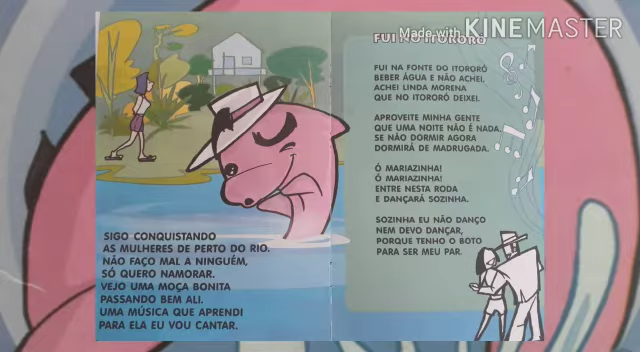 SIGO CONQUISTANDO
AS MULHERES DE PERTO DO RIO.
NÃO FAÇO MAL A NINGUÉM,
SÓ QUERO NAMORAR.
VEJO UMA MOÇA BONITA
PASSANDO BEM ALI.
UMA MÚSICA QUE APRENDI
PARA ELA EU VOU CANTAR.
Made with KINEMASTER
FUI NO ITORORÓ
FUI NA FONTE DO ITORORÓ
BEBER ÁGUA E NÃO ACHEI.
ACHEI LINDA MORENA
QUE NO ITORORÓ DEIXEI.
APROVEITE MINHA GENTE
QUE UMA NOITE NÃO É NADA.
SE NÃO DORMIR AGORA
DORMIRÁ DE MADRUGADA.
Ó MARIAZINHA!
Ó MARIAZINHA!
ENTRE NESTA RODA
E DANÇARÁ SOZINHA.
SOZINHA EU NÃO DANÇO
NEM DEVO DANÇAR,
PORQUE TENHO O BOTO
PARA SER MEU PAR.